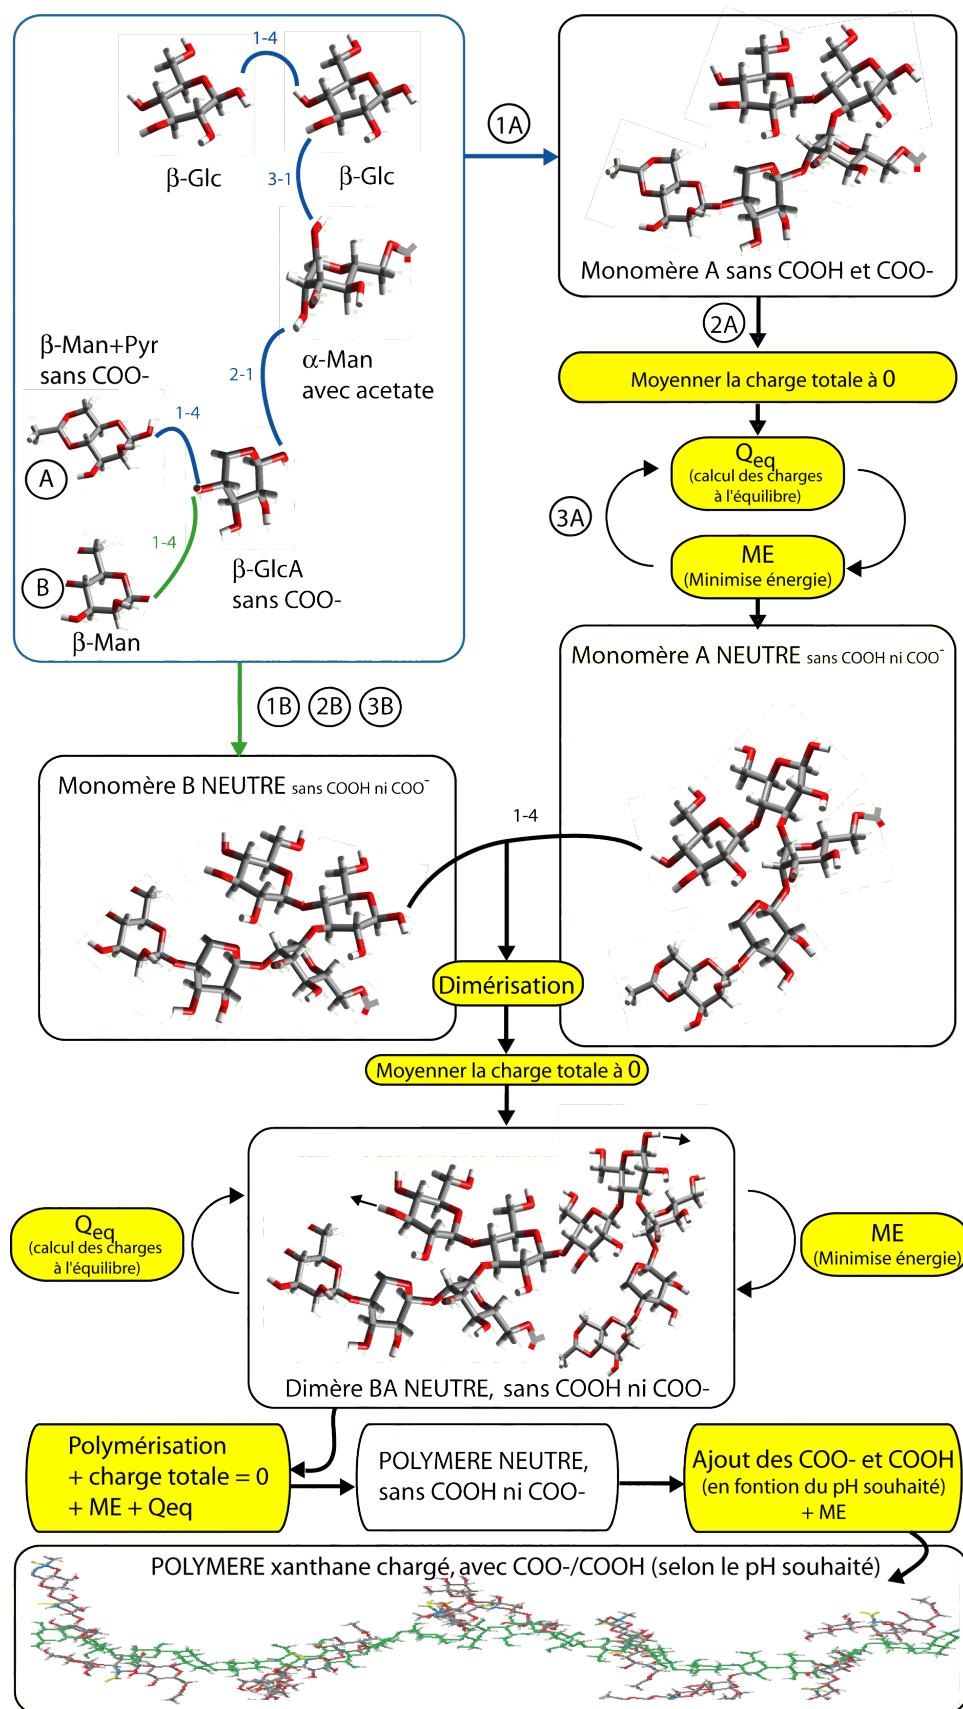 1-4
β-Glc
β-Glc
3-1
1A
Monomère A sans COOH et COO-
2A
β-Man+Pyr
sans COO-
2-1
α-Man
avec acetate
1-4
A
1-4
B
β-Man
β-GlcA
sans COO-
Moyenner la charge totale à 0
Qeq
(calcul des charges
à l'équilibre)
3A
ME
(Minimise énergie)
Monomère A NEUTRE sans COOH ni COO-
1B 2B 3B
Monomère B NEUTRE sans COOH ni COO-
1-4
Dimérisation
Moyenner la charge totale à 0
Qeq
(calcul des charges
à l'équilibre)
ME
(Minimise énergie)
Dimère BA NEUTRE, sans COOH ni COO-
Polymérisation
+ charge totale = 0
+ ME + Qeq
POLYMERE NEUTRE,
sans COOH ni COO-
Ajout des COO- et COOH
(en fontion du pH souhaité)
+ ME
POLYMERE xanthane chargé, avec COO-/COOH (selon le pH souhaité)